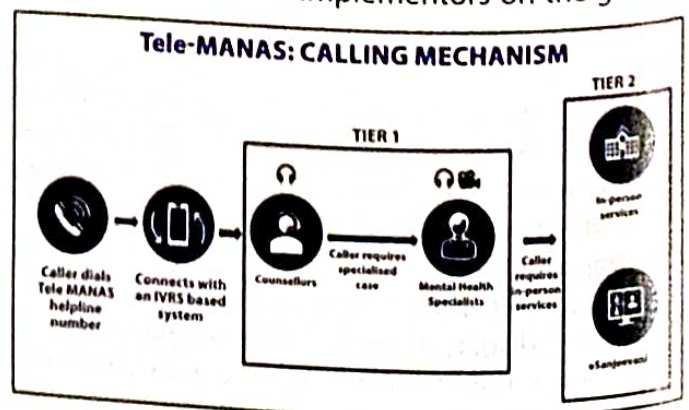 Tele-MANAS: CALLING MECHANISM
TIER 1
TIER 2
Caller dials
Tele MANAS
helpline
number
Connects with
an IVRS based
system
Counsellors
Caller requires
specialised
case
Mental Health
Specialists
Caller
requires
in-person
services
In-person
services
eSanjeevani